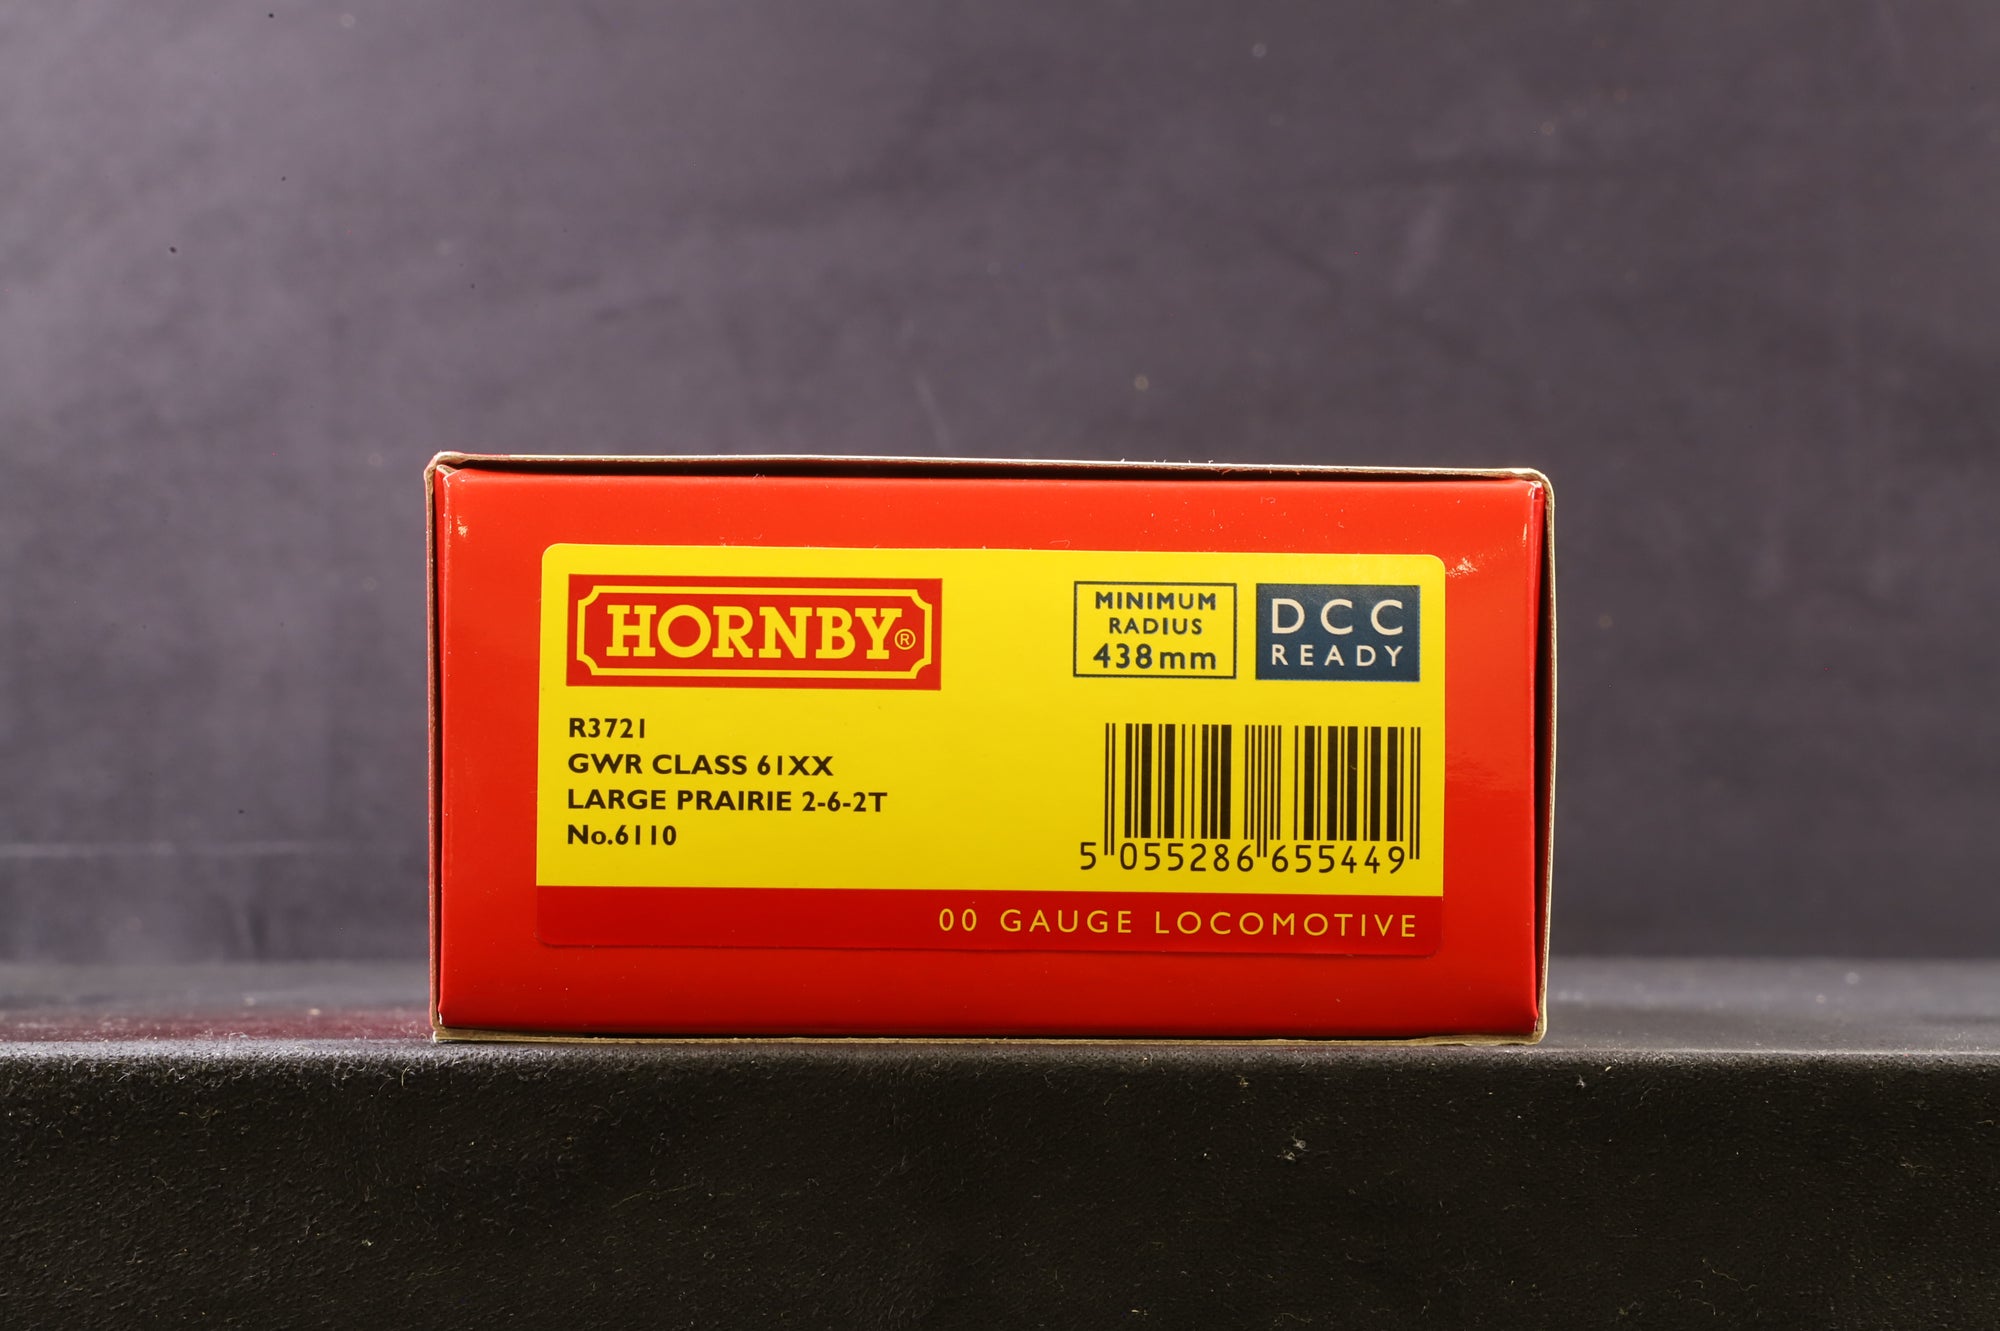 HORNBY®
MINIMUM
RADIUS
438mm
DCC
READY
R3721
GWR CLASS 61XX
LARGE PRAIRIE 2-6-2T
No.6110
5 055286 655449
00 GAUGE LOCOMOTIVE